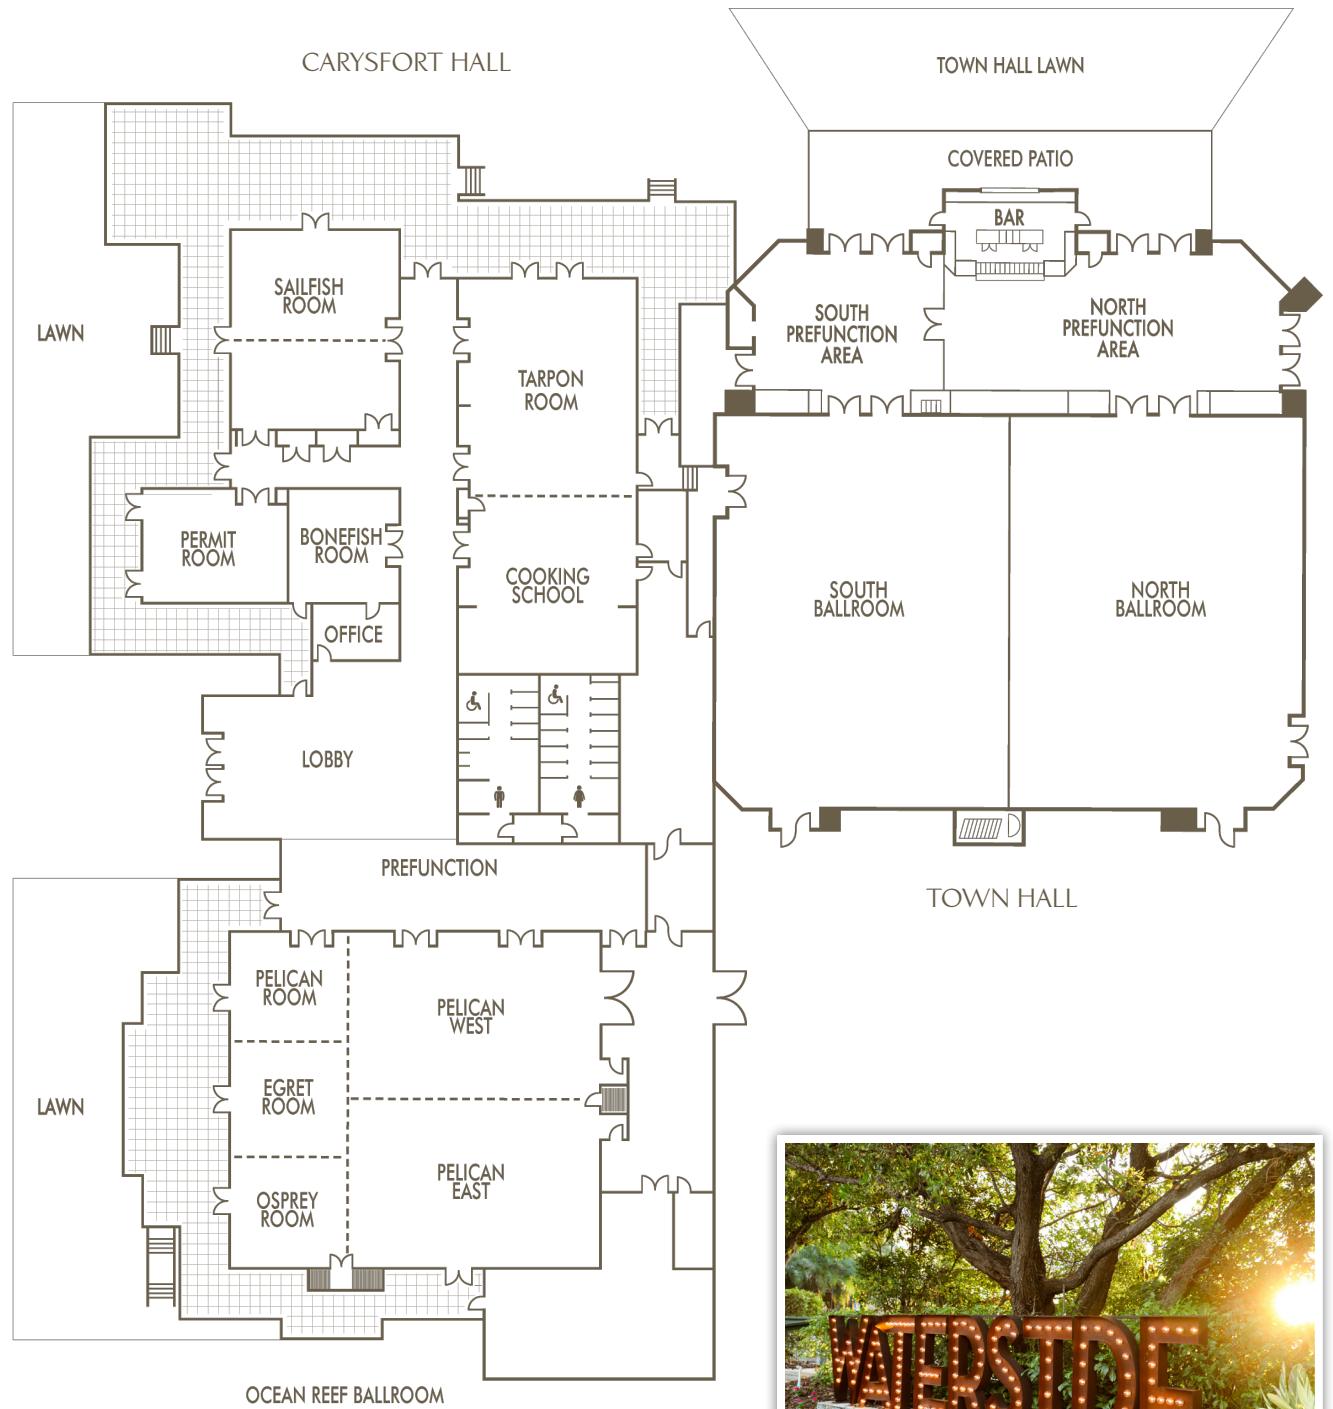 CARYSFORT HALL
TOWN HALL LAWN
COVERED PATIO
BAR
SAILFISH
ROOM
LAWN
SOUTH
PREFUNCTION
AREA
NORTH
PREFUNCTION
AREA
TARPON
ROOM
PERMIT
ROOM
BONEFISH
ROOM
COOKING
SCHOOL
SOUTH
BALLROOM
NORTH
BALLROOM
OFFICE
LOBBY
PREFUNCTION
TOWN HALL
PELICAN
ROOM
PELICAN
WEST
EGRET
ROOM
LAWN
PELICAN
EAST
OSPREY
ROOM
OCEAN REEF BALLROOM
WATERSIDE